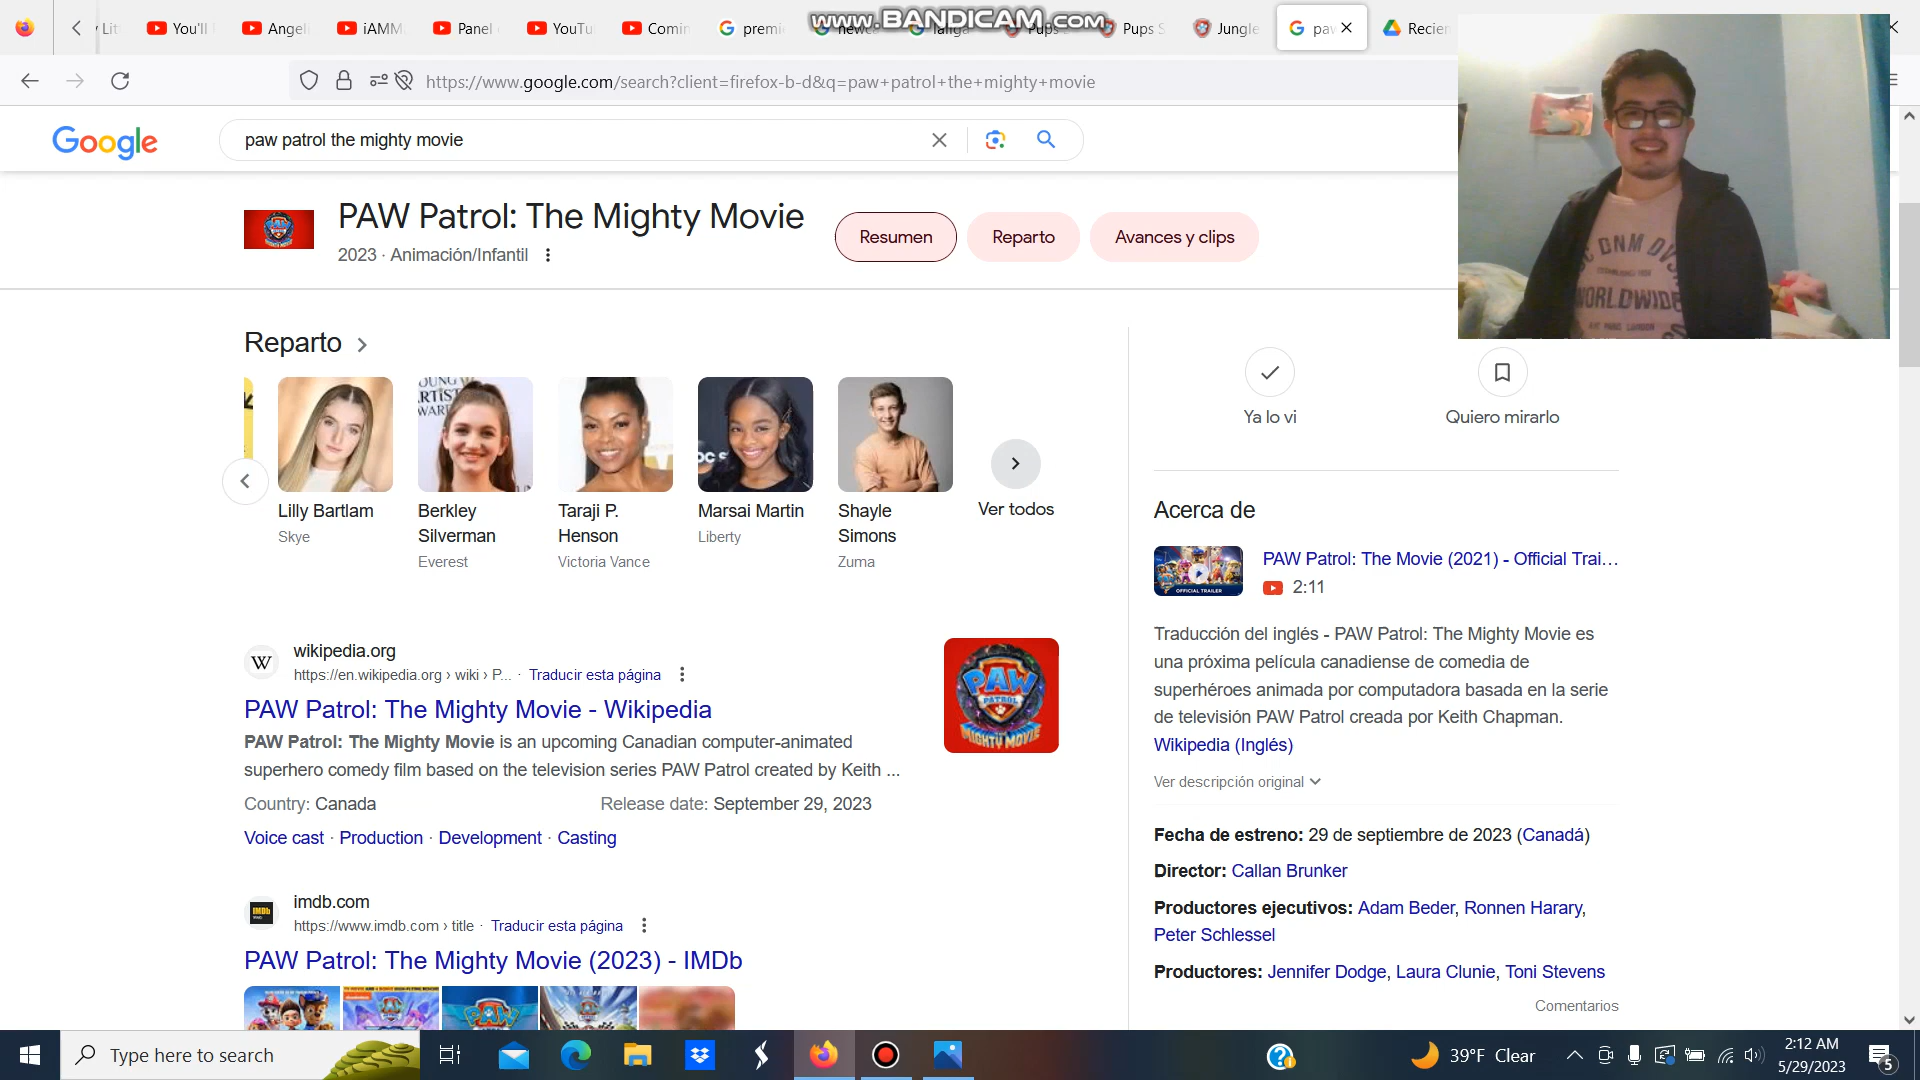 www.BANDICAM.com
You'll
Angel
iAMM
Panel
YouTu
Comin
premi
Pups S
Jungle
paw
Recien
https://www.google.com/search?client=firefox-b-d&q=paw+patrol+the+mighty+movie
Google
paw patrol the mighty movie
PAW Patrol: The Mighty Movie
2023 · Animación/Infantil
Resumen
Reparto
Avances y clips
Reparto
Lilly Bartlam
Skye
Berkley
Silverman
Everest
Taraji P.
Henson
Victoria Vance
Marsai Martin
Liberty
Shayle
Simons
Zuma
Ver todos
wikipedia.org
https://en.wikipedia.org › wiki › P... · Traducir esta página
PAW Patrol: The Mighty Movie - Wikipedia
PAW Patrol: The Mighty Movie is an upcoming Canadian computer-animated
superhero comedy film based on the television series PAW Patrol created by Keith ...
Country: Canada
Release date: September 29, 2023
Voice cast · Production · Development · Casting
PAW
PATROL
MIGHTY MOVIE
imdb.com
https://www.imdb.com › title · Traducir esta página
PAW Patrol: The Mighty Movie (2023) - IMDb
Ya lo vi
Quiero mirarlo
Acerca de
OFFICIAL TRAILER
PAW Patrol: The Movie (2021) - Official Trai...
2:11
Traducción del inglés - PAW Patrol: The Mighty Movie es
una próxima película canadiense de comedia de
superhéroes animada por computadora basada en la serie
de televisión PAW Patrol creada por Keith Chapman.
Wikipedia (Inglés)
Ver descripción original
Fecha de estreno: 29 de septiembre de 2023 (Canadá)
Director: Callan Brunker
Productores ejecutivos: Adam Beder, Ronnen Harary,
Peter Schlessel
Productores: Jennifer Dodge, Laura Clunie, Toni Stevens
Comentarios
Type here to search
39°F Clear
2:12 AM
5/29/2023
5